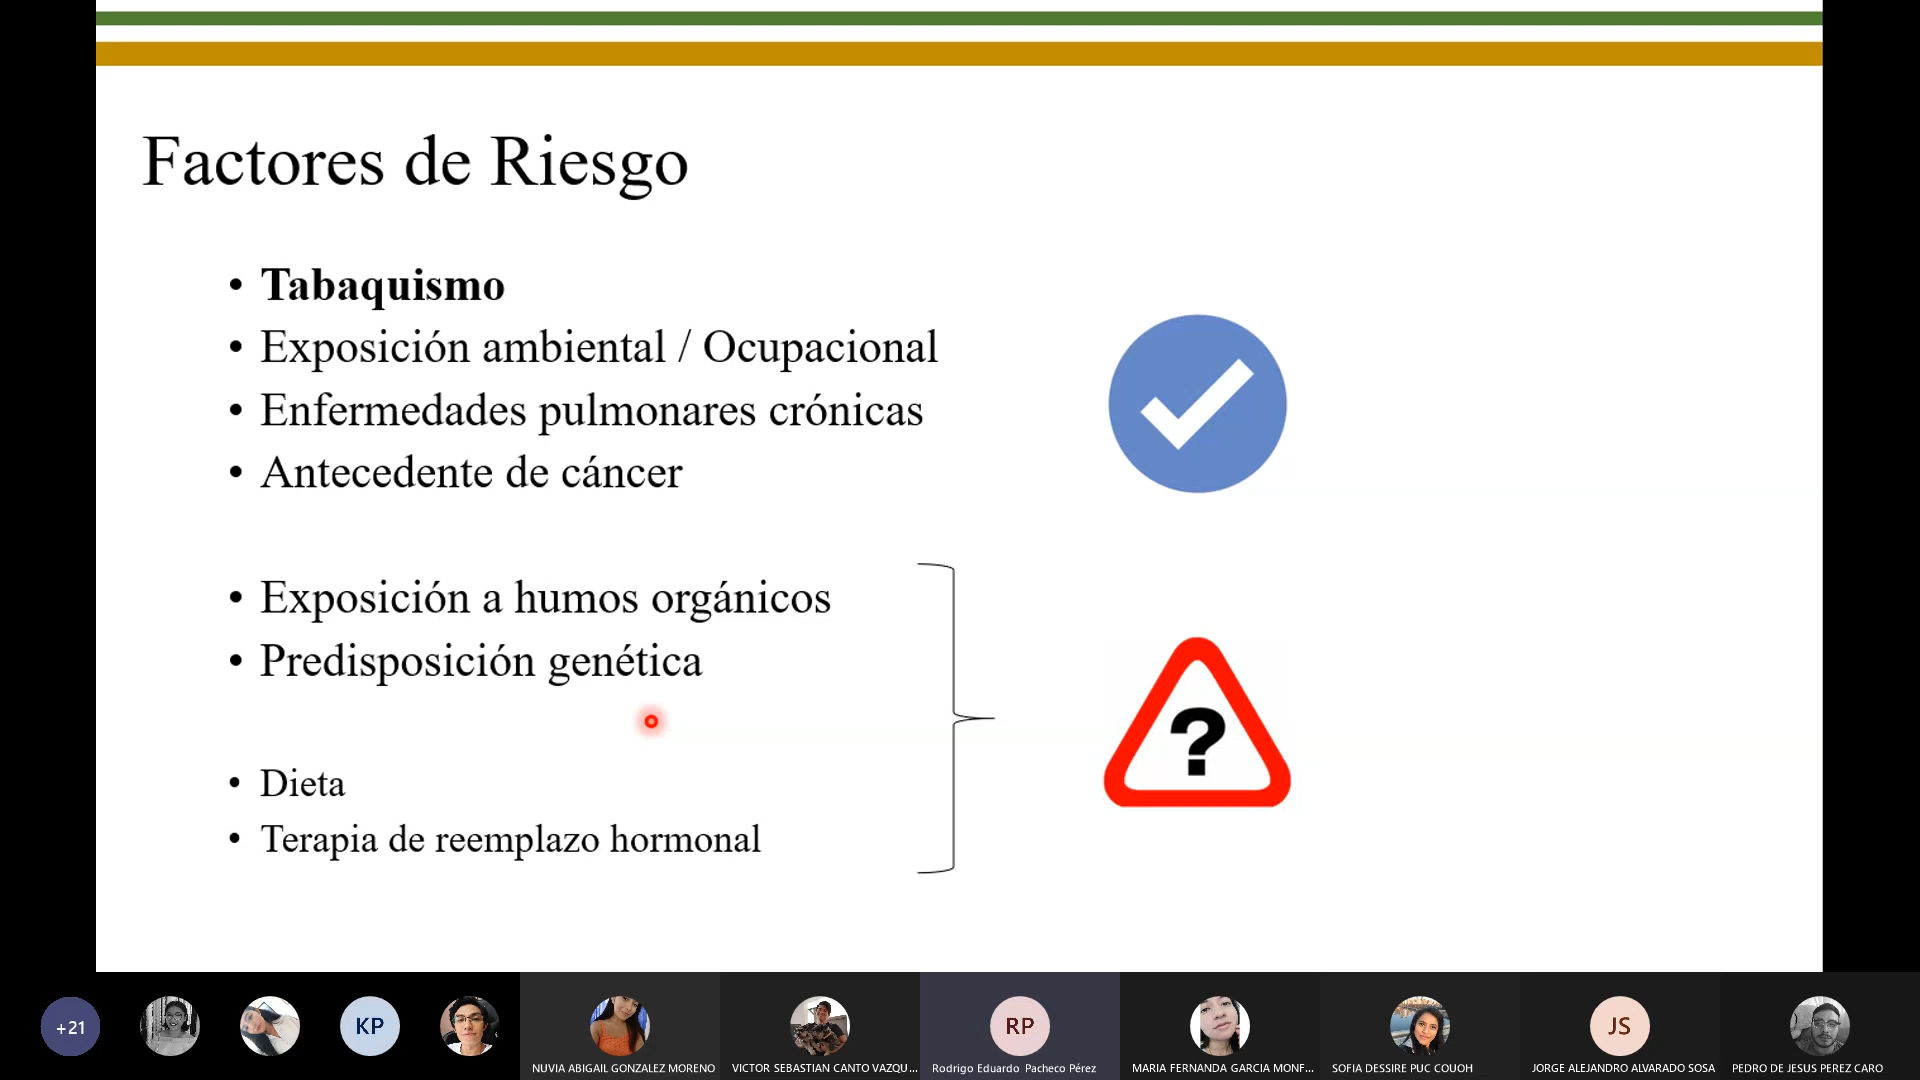 Factores de Riesgo
• Tabaquismo
• Exposición ambiental / Ocupacional
• Enfermedades pulmonares crónicas
• Antecedente de cáncer
• Exposición a humos orgánicos
• Predisposición genética
?
• Dieta
• Terapia de reemplazo hormonal
+21
KP
RP
JS
NUVIA ABIGAIL GONZALEZ MORENO
VICTOR SEBASTIAN CANTO VAZQU...
Rodrigo Eduardo Pacheco Pérez
MARIA FERNANDA GARCIA MONF...
SOFIA DESSIRE PUC COUOH
JORGE ALEJANDRO ALVARADO SOSA
PEDRO DE JESUS PEREZ CARO